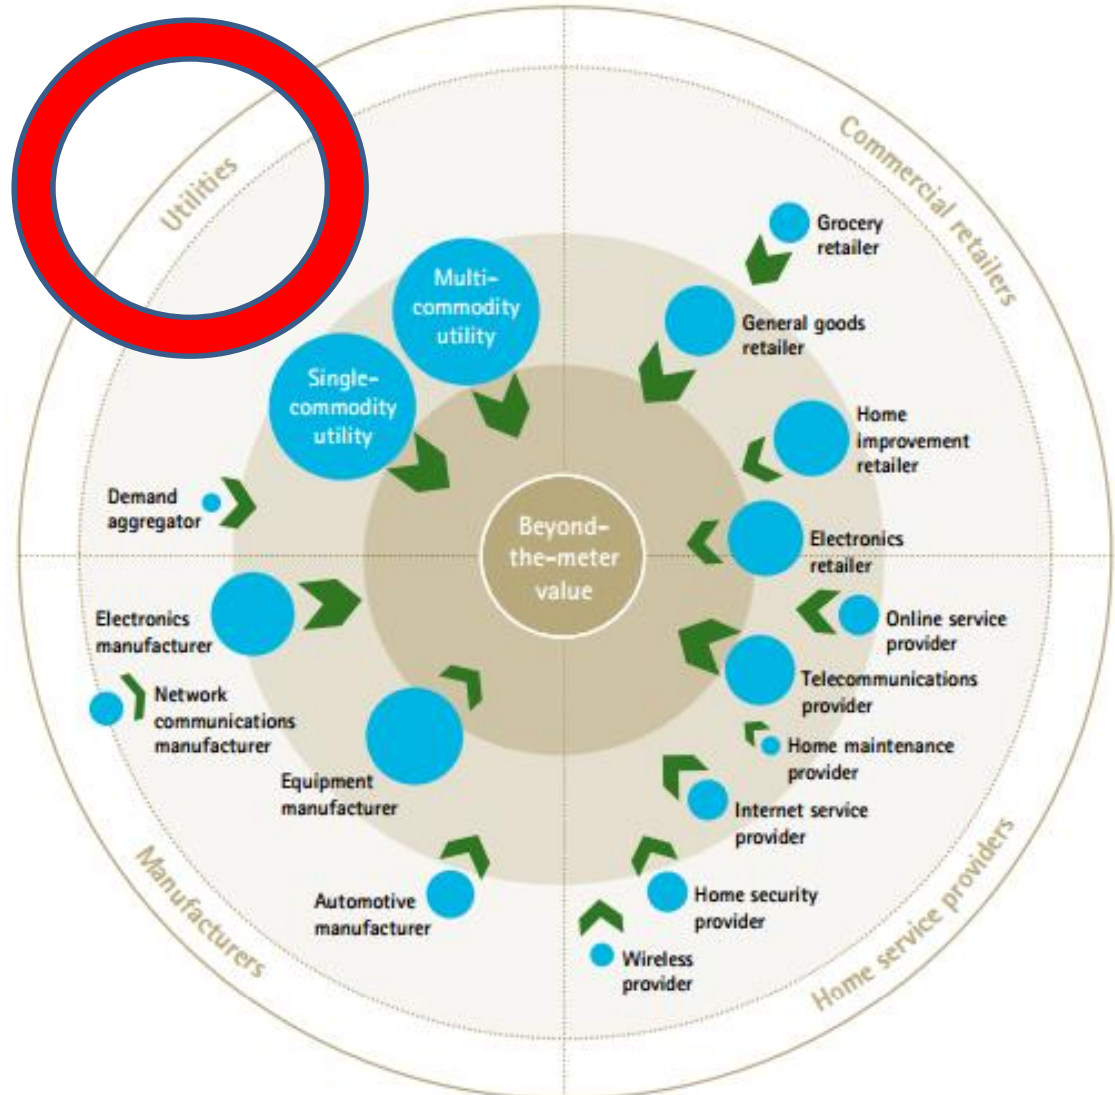 Utilities
Commercial retailers
Grocery
retailer
Multi-
commodity
utility
General goods
retailer
Single-
commodity
utility
Home
improvement
retailer
Demand
aggregator
Beyond-
the-meter
value
Electronics
retailer
Electronics
manufacturer
Online service
provider
Network
communications
manufacturer
Telecommunications
provider
Home maintenance
provider
Equipment
manufacturer
Internet service
provider
Automotive
manufacturer
Home security
provider
Wireless
provider
Manufacturers
Home service providers